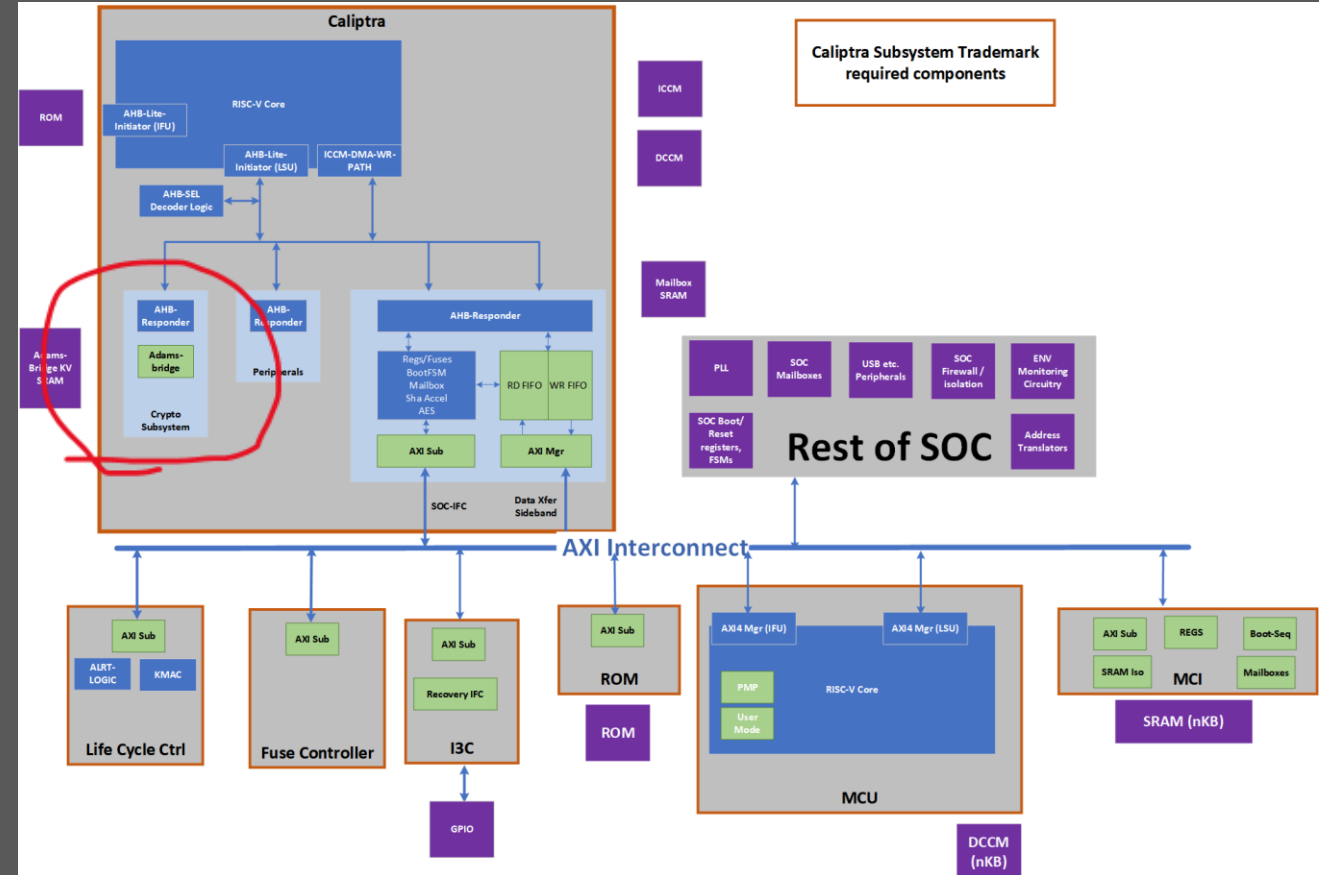 Caliptra
Caliptra Subsystem Trademark
required components
ROM
RISC-V Core
AHB-Lite-
Initiator (IFU)
AHB-Lite-
Initiator (LSU)
ICCM-DMA-WR-
PATH
AHB-SEL
Decoder Logic
ICCM
DCCM
Mailbox
SRAM
Adams-
Bridge KV
SRAM
AHB-
Responder
Adams-
bridge
Crypto
Subsystem
AHB-
Responder
Peripherals
AHB-Responder
Regs/Fuses
BootFSM
Mailbox
Sha Accel
AES
RD FIFO
WR FIFO
AXI Sub
AXI Mgr
SOC-IFC
Data Xfer
Sideband
PLL
SOC
Mailboxes
USB etc.
Peripherals
SOC
Firewall /
isolation
ENV
Monitoring
Circuitry
SOC Boot/
Reset
registers,
FSMs
Rest of SOC
Address
Translators
AXI Interconnect
AXI Sub
ALRT-
LOGIC
KMAC
Life Cycle Ctrl
AXI Sub
Fuse Controller
AXI Sub
Recovery IFC
I3C
GPIO
AXI Sub
ROM
ROM
AXI4 Mgr (IFU)
AXI4 Mgr (LSU)
PMP
User
Mode
RISC-V Core
MCU
DCCM
(nKB)
AXI Sub
REGS
Boot-Seq
SRAM Iso
MCI
Mailboxes
SRAM (nKB)